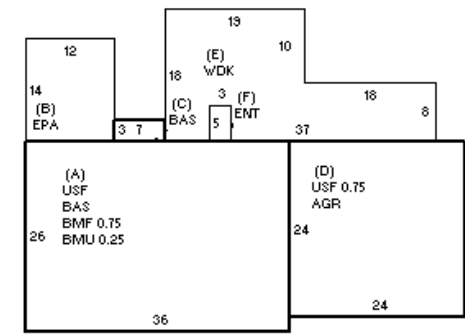 19
12
(E)
WDK
10
14
18
3
18
(B)
EPA
(C)
BAS
(F)
ENT
8
3 7
5
37
(A)
USF
BAS
BMF 0.75
BMU 0.25
(D)
USF 0.75
AGR
26
24
24
36